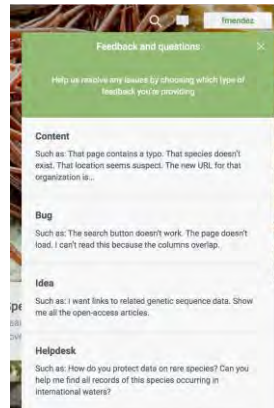 fmendes
Feedback and questions
Help us resolve any issues by choosing which type of
feedback you're providing
Content
Such as: That page contains a typo. That species doesn't
exist. That location seems suspect. The new URL for that
organization is...
Bug
Such as: The search button doesn't work. The page doesn't
load. I can't read this because the columns overlap.
Idea
Such as: I want links to related genetic sequence data. Show
me all the open-access articles.
Helpdesk
Such as: How do you protect data on rare species? Can you
help me find all records of this species occurring in
international waters?